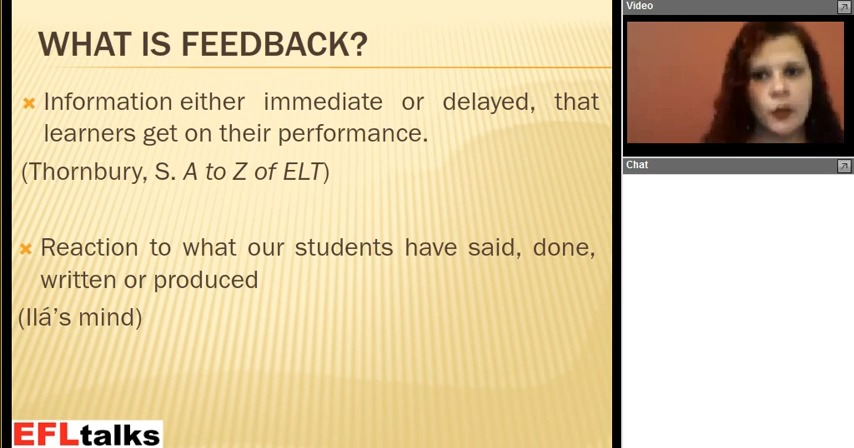 WHAT IS FEEDBACK?
Information either immediate or delayed, that
learners get on their performance.
(Thornbury, S. A to Z of ELT)
Reaction to what our students have said, done,
written or produced
(Ilá's mind)
EFLtalks
Video
Chat